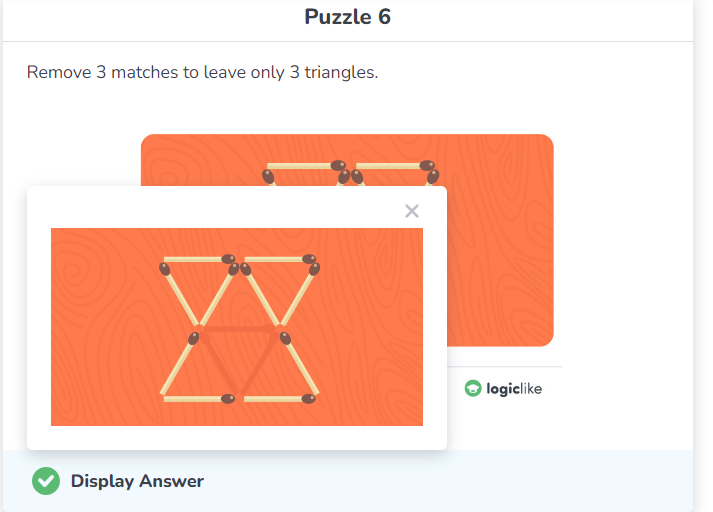 Puzzle 6
Remove 3 matches to leave only 3 triangles.
logiclike
Display Answer